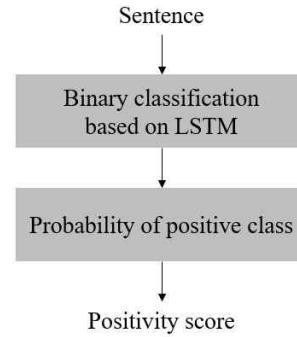 Sentence
Binary classification
based on LSTM
Probability of positive class
Positivity score